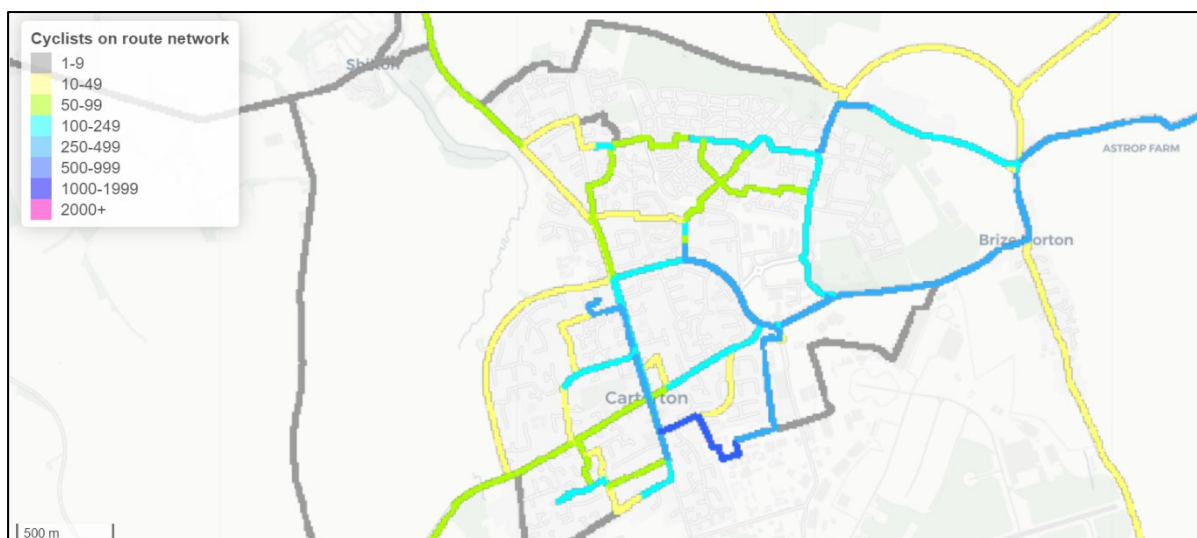 Cyclists on route network
1-9
10-49
50-99
100-249
250-499
500-999
1000-1999
2000+
Shilton
ASTROP FARM
Brize Norton
Carterton
500 m